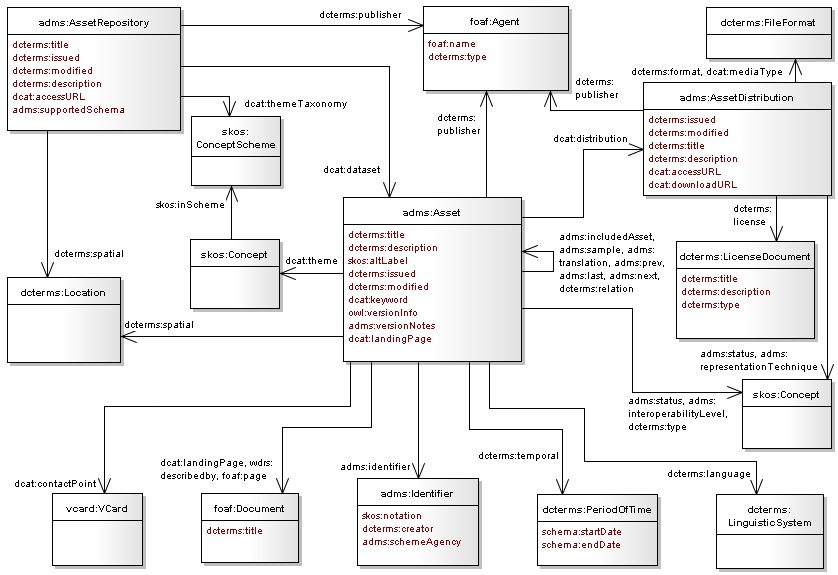 adms:AssetRepository
dcterms:title
dcterms:issued
dcterms:modified
dcterms:description
dcat:accessURL
adms:supportedSchema
dcterms:publisher
foaf:Agent
foaf:name
dcterms:type
dcterms:FileFormat
dcterms:format, dcat:mediaType
dcterms:
publisher
adms:AssetDistribution
dcterms:issued
dcterms:modified
dcterms:title
dcterms:description
dcat:accessURL
dcat:downloadURL
dcat:themeTaxonomy
skos:
ConceptScheme
dcterms:
publisher
dcat:distribution
dcat:dataset
skos:inScheme
adms:Asset
dcterms:title
dcterms:description
skos:altLabel
dcterms:issued
dcterms:modified
dcat:keyword
owl:versionInfo
adms:versionNotes
dcat:landingPage
dcterms:
license
adms:includedAsset,
adms:sample, adms:
translation, adms:prev,
adms:last, adms:next,
dcterms:relation
dcterms:LicenseDocument
dcterms:title
dcterms:description
dcterms:type
dcterms:spatial
skos:Concept
dcat:theme
dcterms:Location
dcterms:spatial
adms:status, adms:
representationTechnique
skos:Concept
adms:status, adms:
interoperabilityLevel,
dcterms:type
dcat:contactPoint
dcat:landingPage, wdrs:
describedby, foaf:page
adms:identifier
dcterms:temporal
dcterms:language
vcard:VCard
foaf:Document
dcterms:title
adms:Identifier
skos:notation
dcterms:creator
adms:schemeAgency
dcterms:PeriodOfTime
schema:startDate
schema:endDate
dcterms:
LinguisticSystem